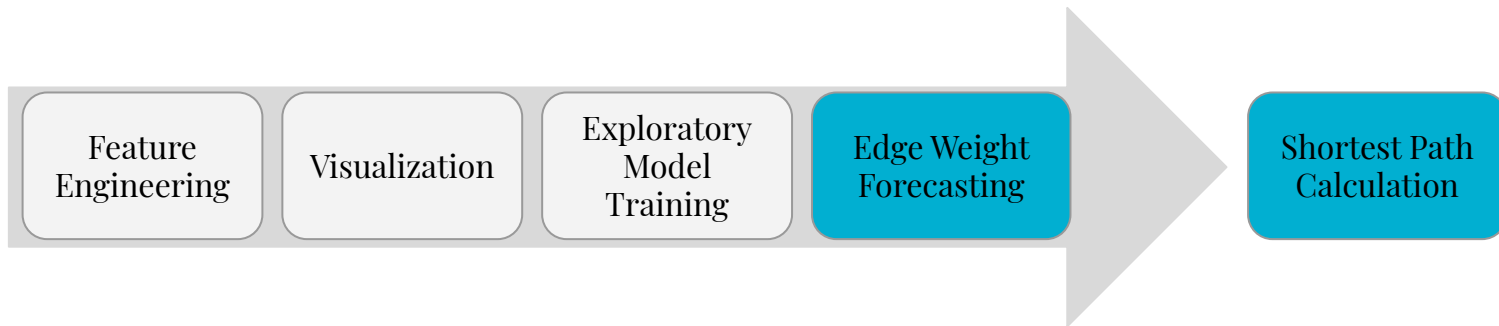 Feature
Engineering
Visualization
Exploratory
Model
Training
Edge Weight
Forecasting
Shortest Path
Calculation